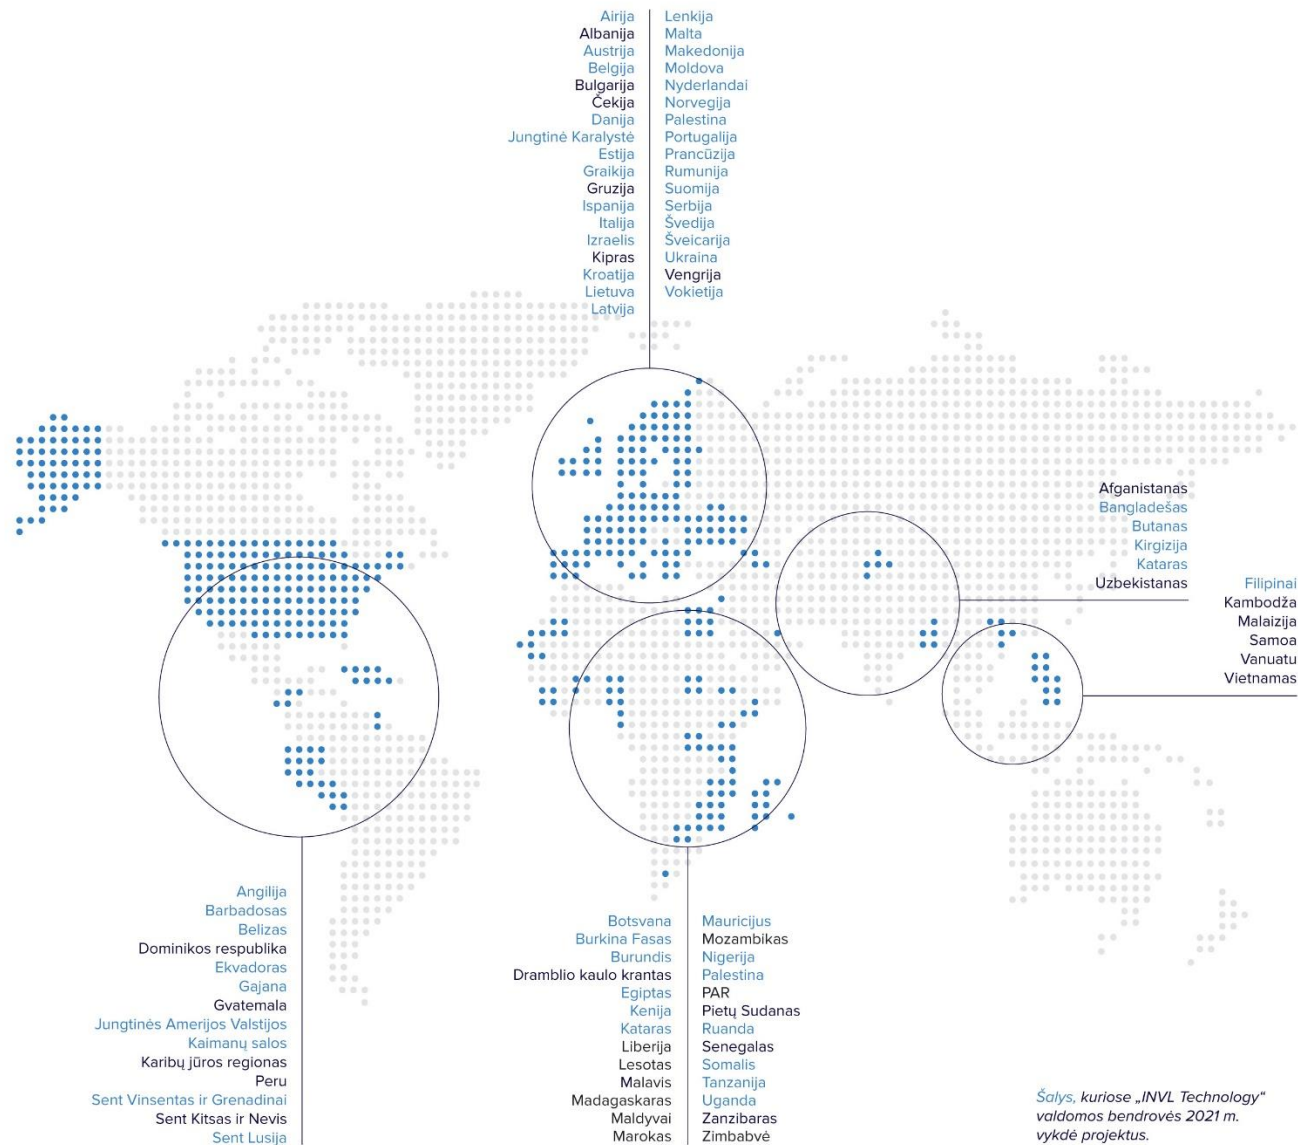 Airija
Albanija
Austrija
Belgija
Bulgarija
Čekija
Danija
Jungtinė Karalystė
Estija
Graikija
Gruzija
Ispanija
Italija
Izraelis
Kipras
Kroatija
Lietuva
Latvija
Lenkija
Malta
Makedonija
Moldova
Nyderlandai
Norvegija
Palestina
Portugalija
Prancūzija
Rumunija
Suomija
Serbija
Švedija
Šveicarija
Ukraina
Vengrija
Vokietija
Afganistanas
Bangladešas
Butanas
Kirgizija
Kataras
Uzbekistanas
Filipinai
Kambodža
Malaizija
Samoa
Vanuatu
Vietnamas
Angilija
Barbadosas
Belizas
Dominikos respublika
Ekvadoras
Gajana
Gvatemala
Jungtinės Amerijos Valstijos
Kaimanų salos
Karibų jūros regionas
Peru
Sent Vinsentas ir Grenadinai
Sent Kitsas ir Nevis
Sent Lusija
Botsvana
Burkina Fasas
Burundis
Dramblio kaulo krantas
Egiptas
Kenija
Kataras
Liberija
Lesotas
Malavis
Madagaskaras
Maldyvai
Marokas
Mauricijus
Mozambikas
Nigerija
Palestina
PAR
Pietų Sudanas
Ruanda
Senegalas
Somalis
Tanzanija
Uganda
Zanzibaras
Zimbabvė
Šalys, kuriose „INVL Technology“
valdomos bendrovės 2021 m.
vykdė projektus.